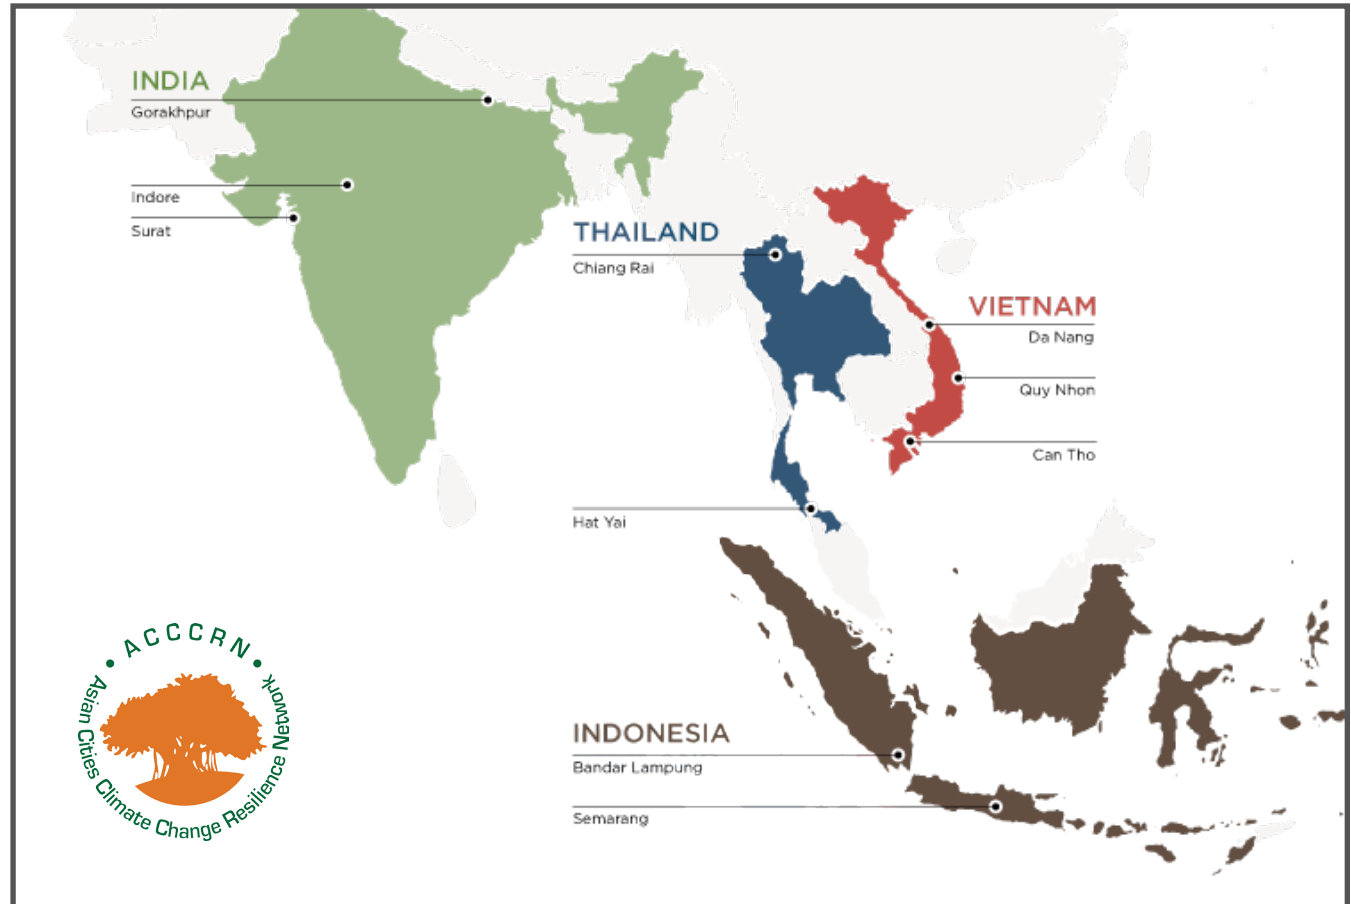 INDIA
Gorakhpur
Indore
Surat
THAILAND
Chiang Rai
VIETNAM
Da Nang
Quy Nhon
Can Tho
Hat Yai
INDONESIA
Bandar Lampung
Semarang
• ACCCRN •
Asian Cities Climate Change Resilience Network